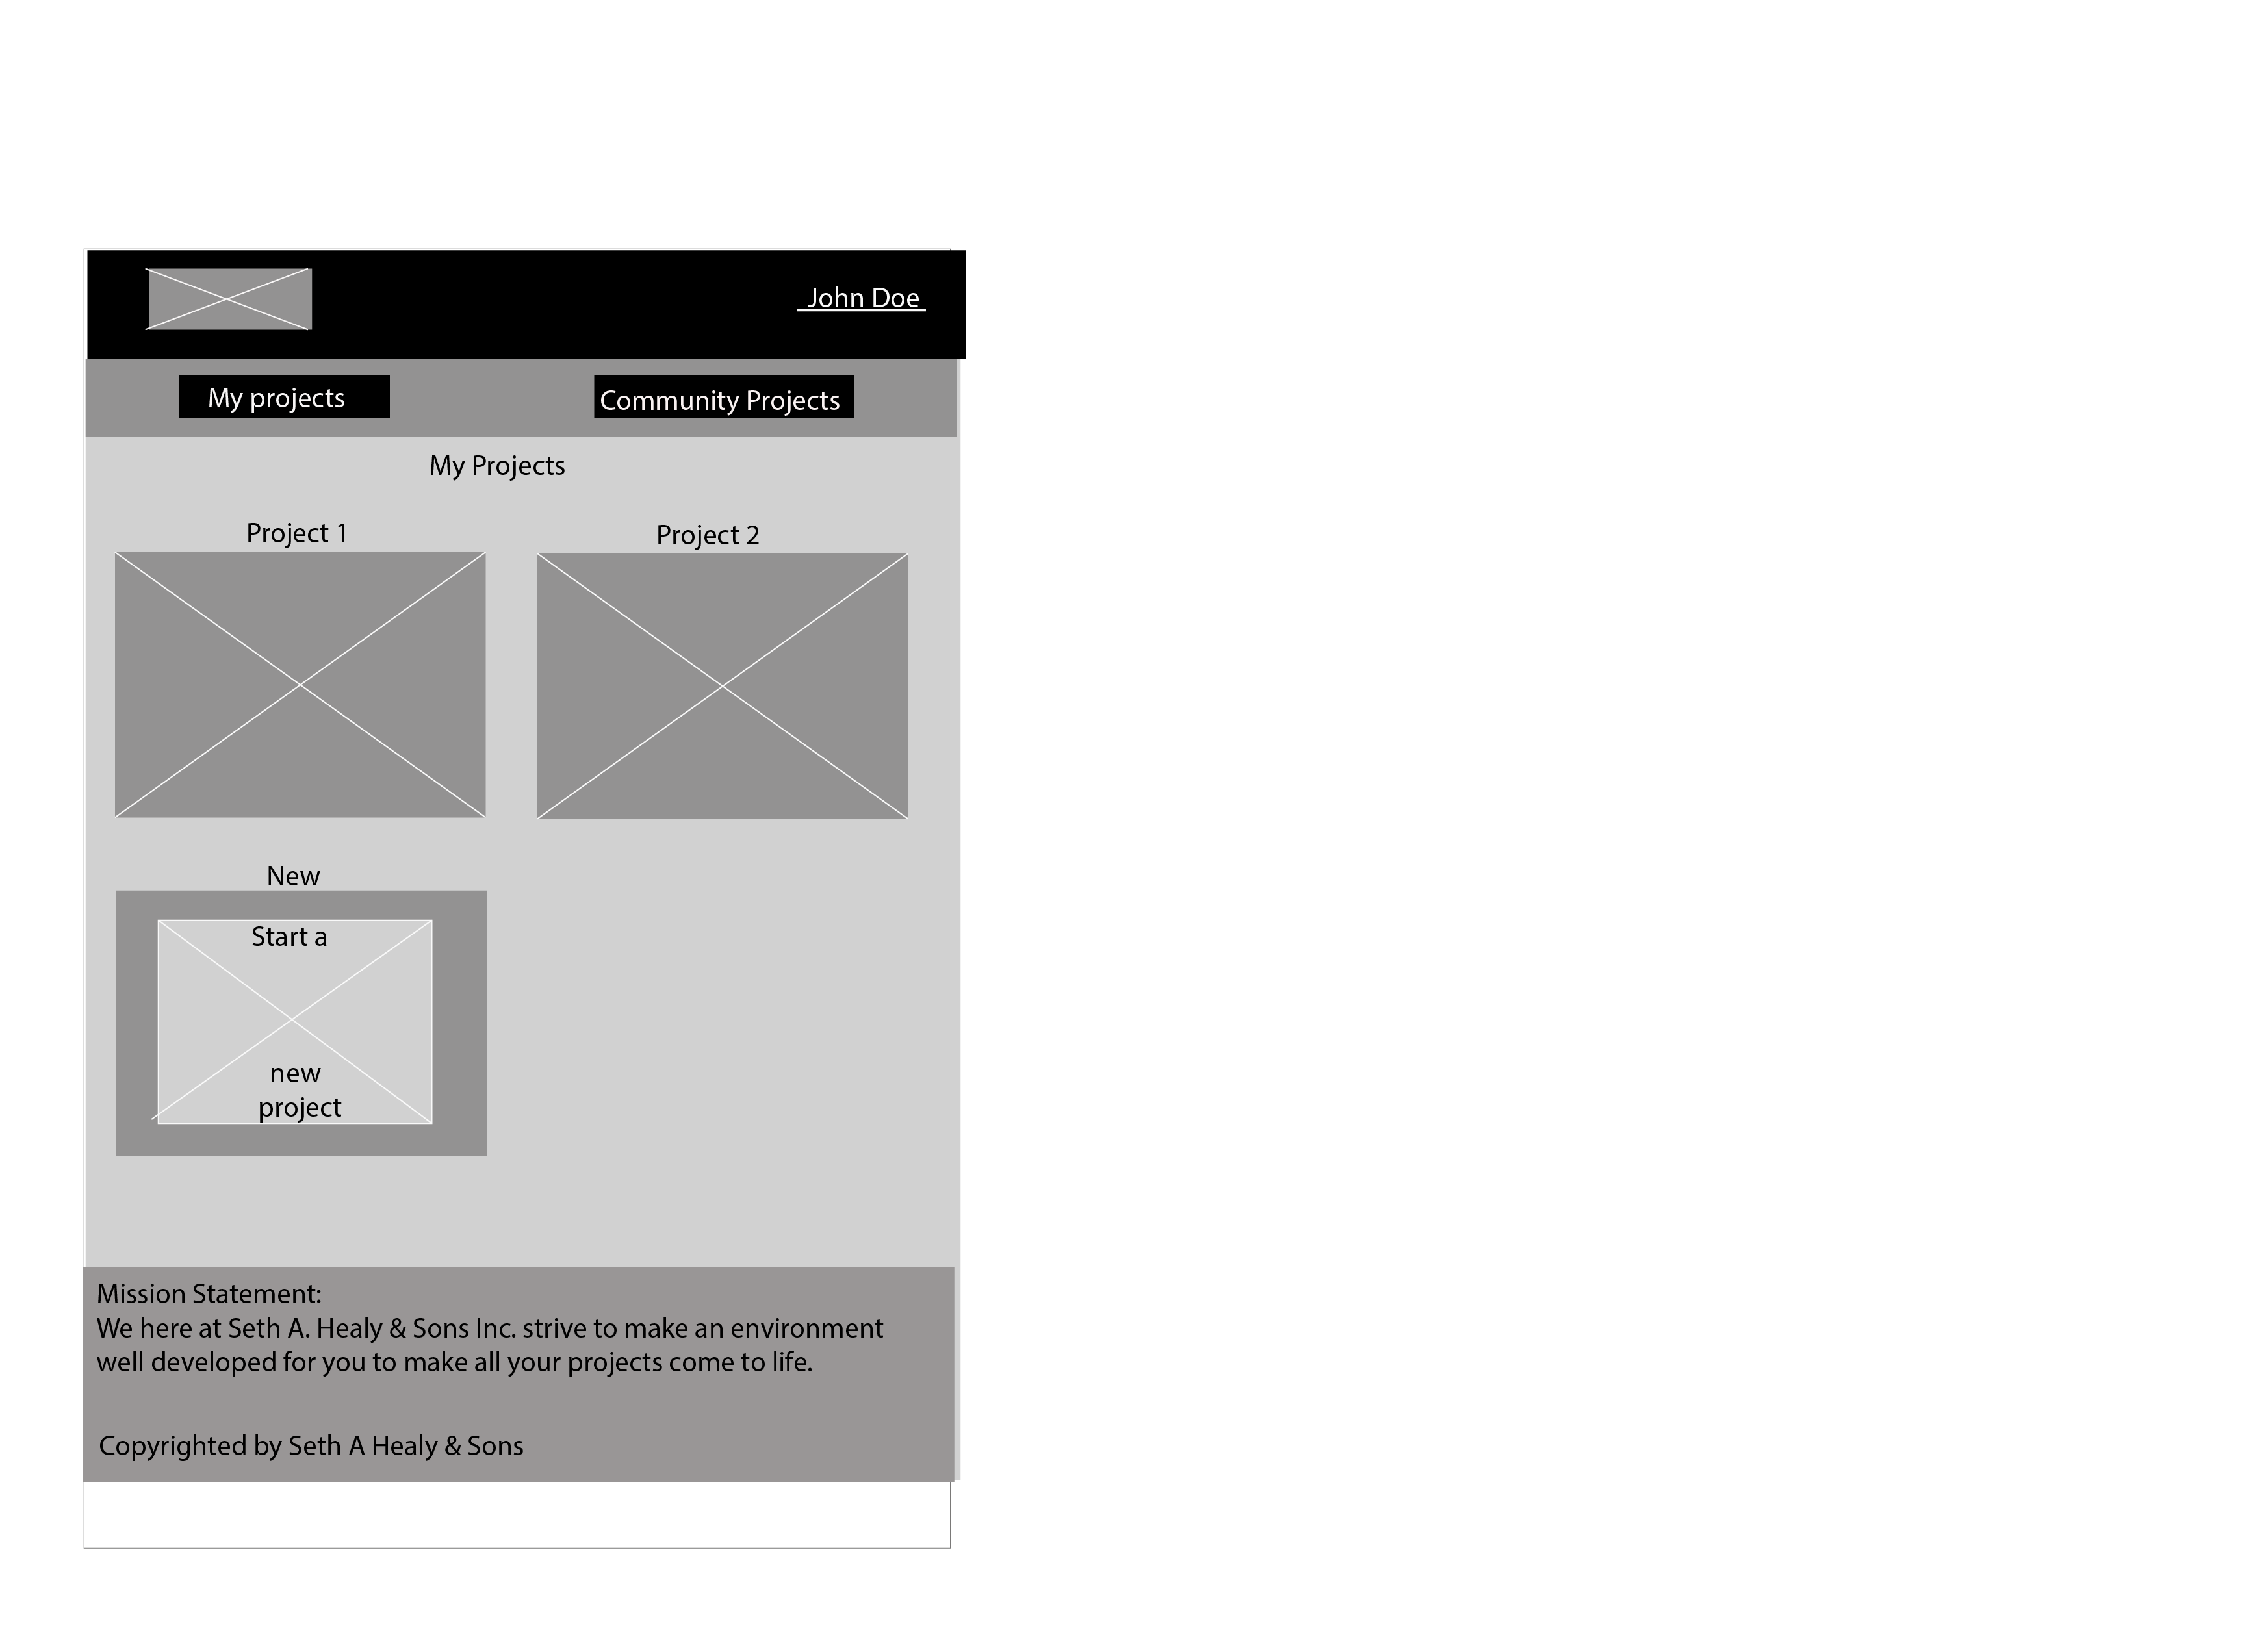 John Doe
My projects
Community Projects
My Projects
Project 1
Project 2
New
Start a
new
project
Mission Statement:
We here at Seth A. Healy & Sons Inc. strive to make an environment
well developed for you to make all your projects come to life.
Copyrighted by Seth A Healy & Sons